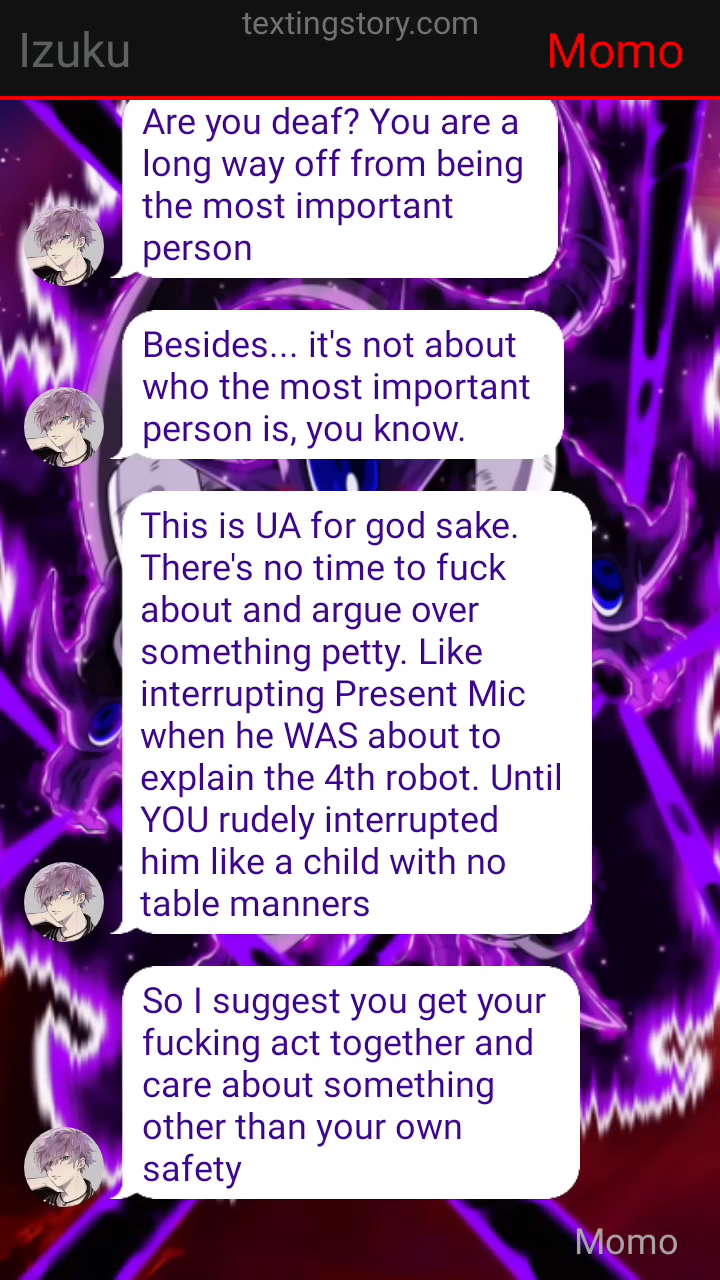 textingstory.com
Izuku
Momo
Are you deaf? You are a
long way off from being
the most important
person
Besides... it's not about
who the most important
person is, you know.
This is UA for god sake.
There's no time to fuck
about and argue over
something petty. Like
interrupting Present Mic
when he WAS about to
explain the 4th robot. Until
YOU rudely interrupted
him like a child with no
table manners
So I suggest you get your
fucking act together and
care about something
other than your own
safety
Momo